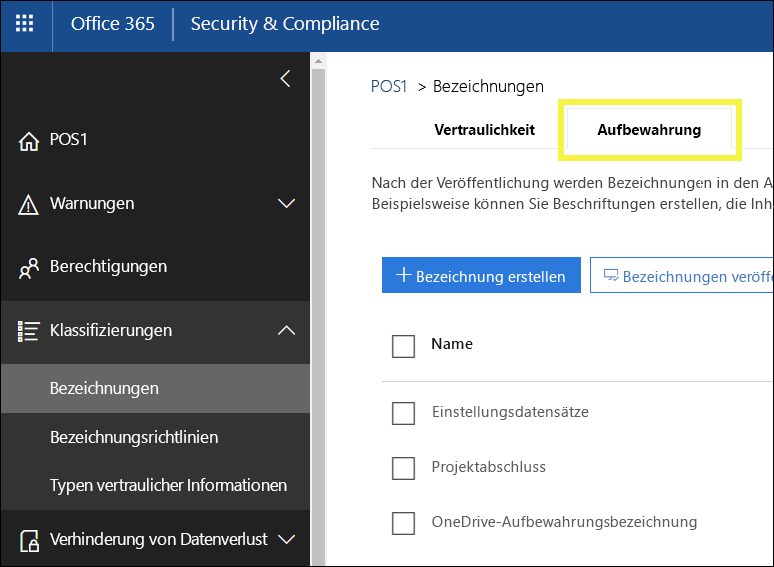 Office 365
Security & Compliance
POS1
Warnungen
Berechtigungen
Klassifizierungen
Bezeichnungen
Bezeichnungsrichtlinien
Typen vertraulicher Informationen
Verhinderung von Datenverlust
POS1 > Bezeichnungen
Vertraulichkeit
Aufbewahrung
Nach der Veröffentlichung werden Bezeichnungen in den A
Beispielsweise können Sie Beschriftungen erstellen, die Inh
+ Bezeichnung erstellen
Bezeichnungen veröffe
Name
Einstellungsdatensätze
Projektabschluss
OneDrive-Aufbewahrungsbezeichnung